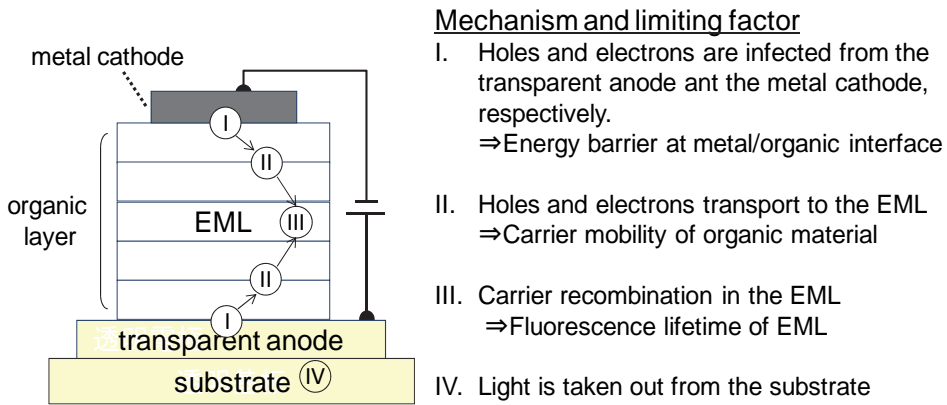 Mechanism and limiting factor
metal cathode
I. Holes and electrons are infected from the
transparent anode ant the metal cathode,
respectively.
⇒Energy barrier at metal/organic interface
II. Holes and electrons transport to the EML
⇒Carrier mobility of organic material
III. Carrier recombination in the EML
⇒Fluorescence lifetime of EML
IV. Light is taken out from the substrate
organic
layer
I
II
EML
III
II
I
transparent anode
substrate
IV